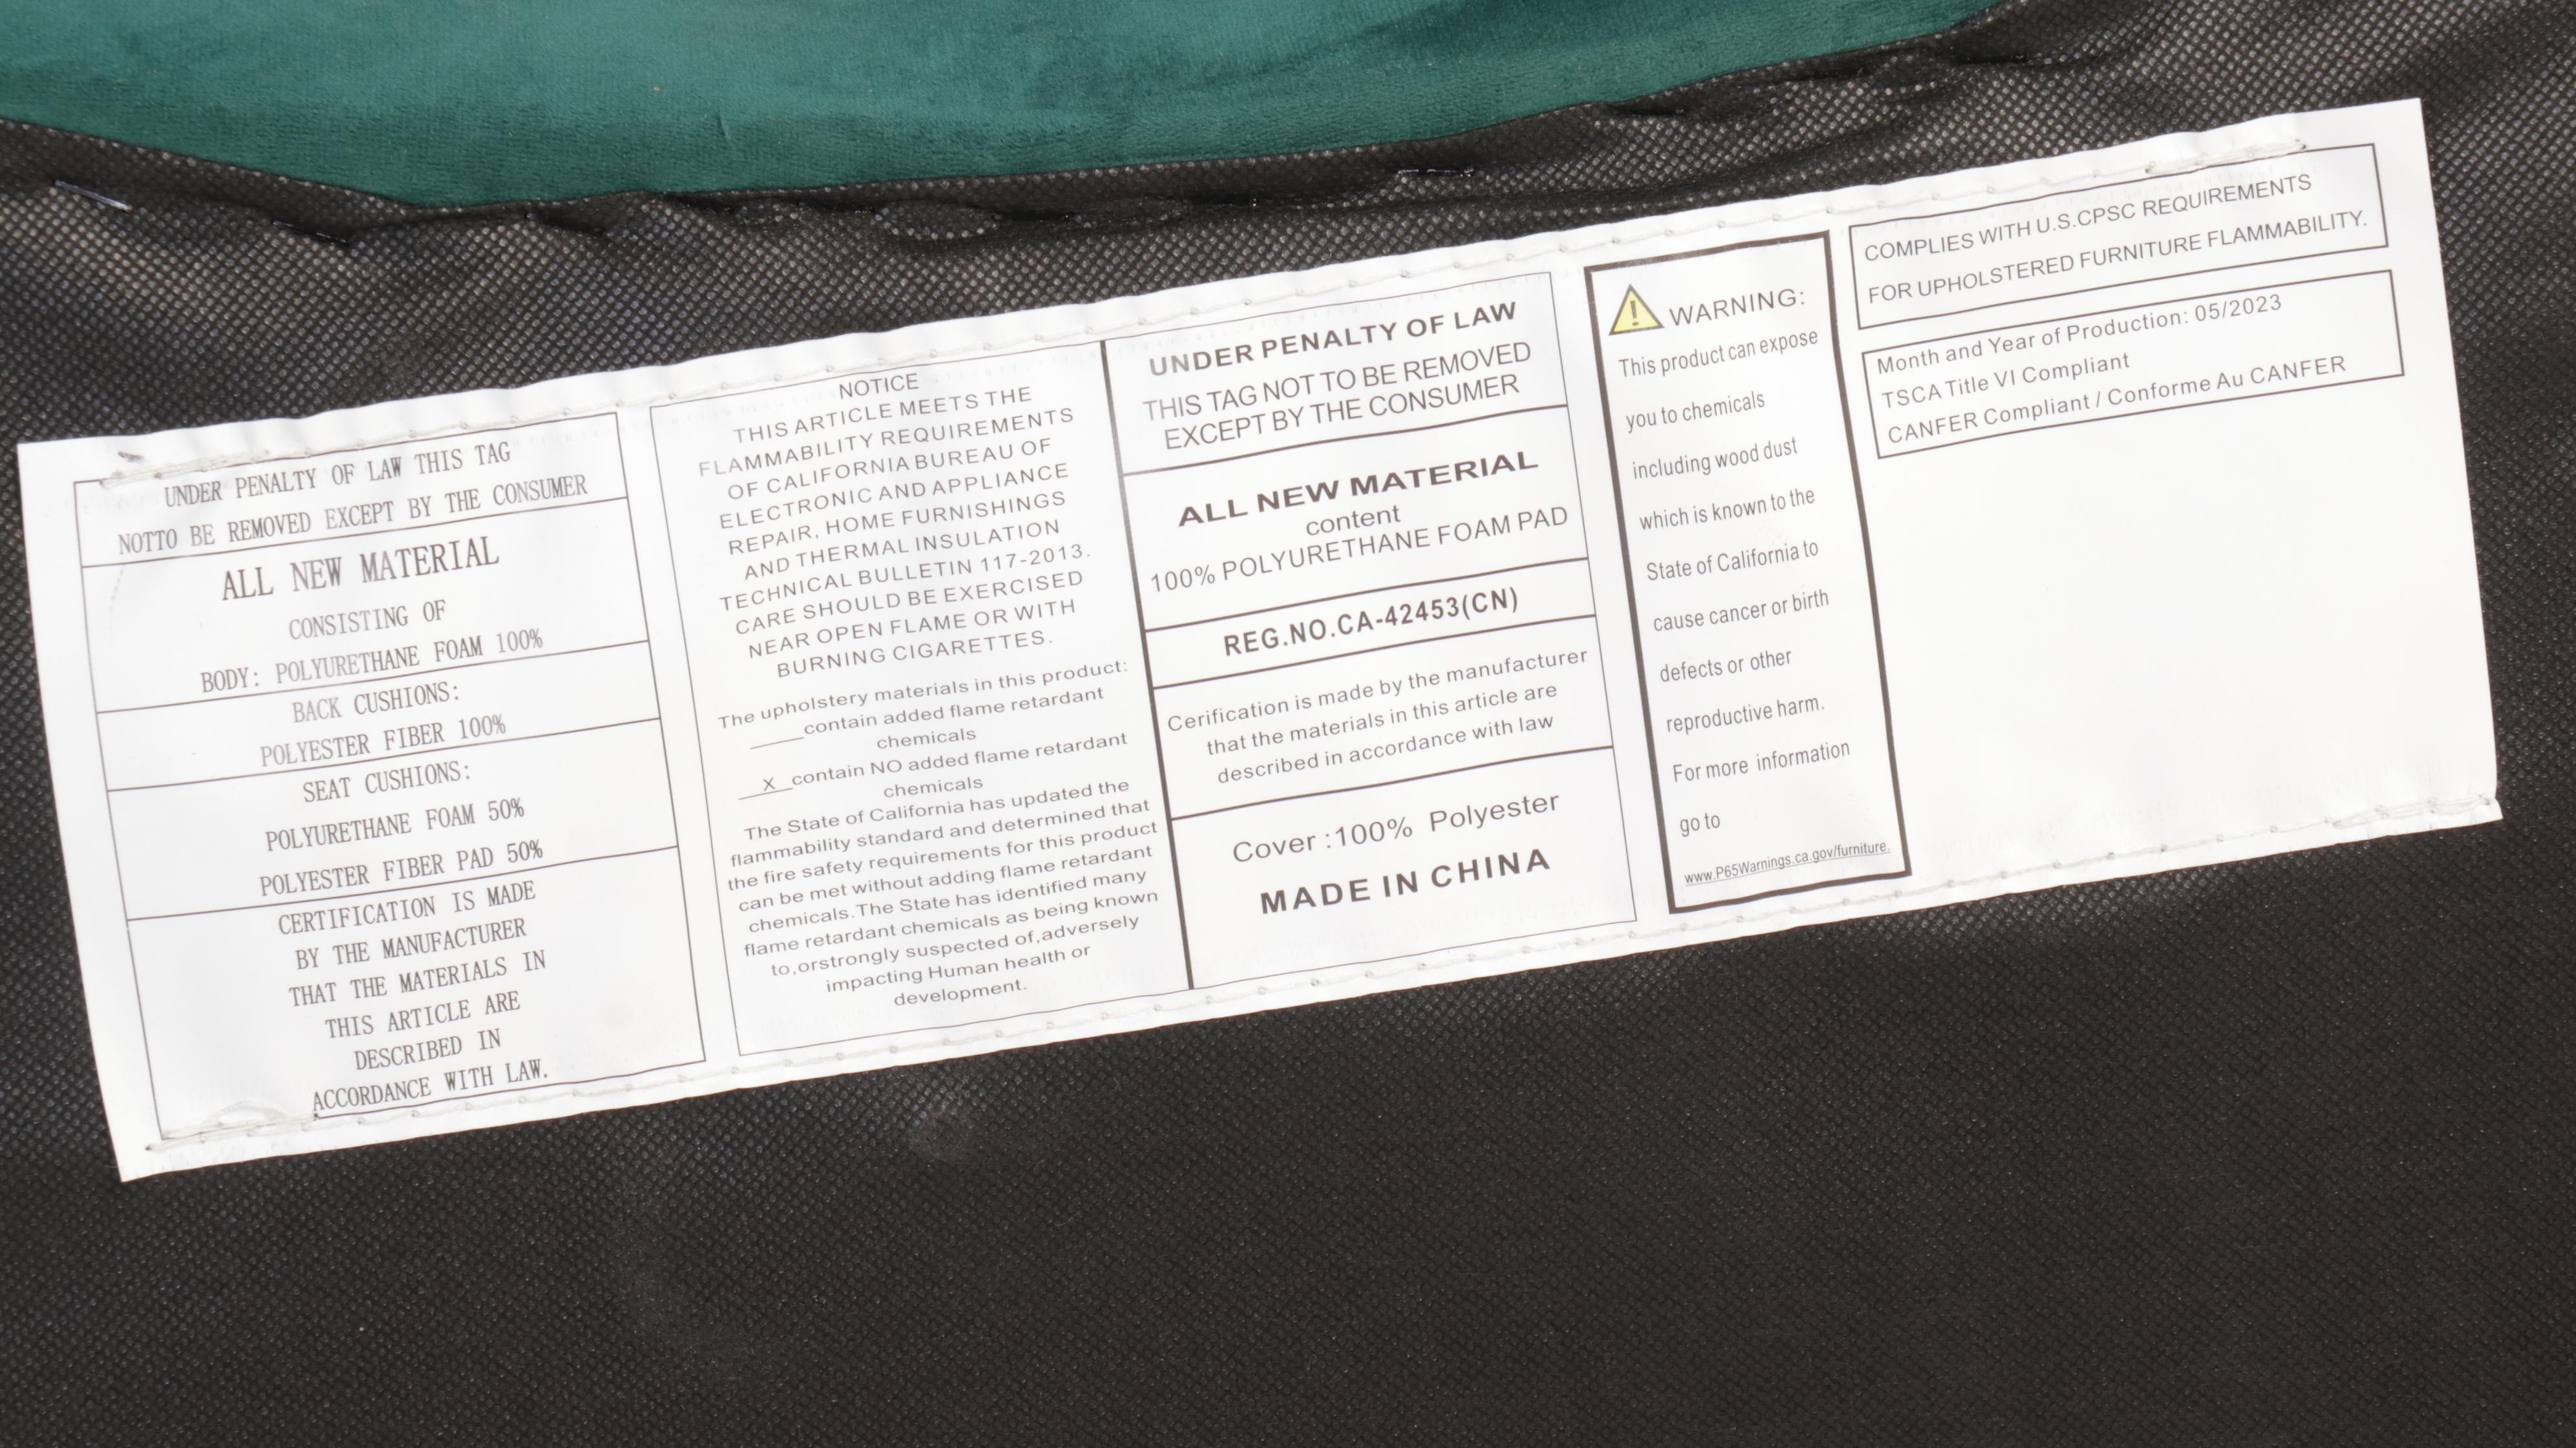 UNDER PENALTY OF LAW THIS TAG
NOTTO BE REMOVED EXCEPT BY THE CONSUMER
ALL NEW MATERIAL
CONSISTING OF
BODY: POLYURETHANE FOAM 100%
BACK CUSHIONS:
POLYESTER FIBER 100%
SEAT CUSHIONS:
POLYURETHANE FOAM 50%
POLYESTER FIBER PAD 50%
CERTIFICATION IS MADE
BY THE MANUFACTURER
THAT THE MATERIALS IN
THIS ARTICLE ARE
DESCRIBED IN
ACCORDANCE WITH LAW.
NOTICE
THIS ARTICLE MEETS THE
FLAMMABILITY REQUIREMENTS
OF CALIFORNIA BUREAU OF
ELECTRONIC AND APPLIANCE
REPAIR, HOME FURNISHINGS
AND THERMAL INSULATION
TECHNICAL BULLETIN 117-2013.
CARE SHOULD BE EXERCISED
NEAR OPEN FLAME OR WITH
BURNING CIGARETTES.
The upholstery materials in this product:
_____contain added flame retardant
chemicals
__X__contain NO added flame retardant
chemicals
The State of California has updated the
flammability standard and determined that
the fire safety requirements for this product
can be met without adding flame retardant
chemicals.The State has identified many
flame retardant chemicals as being known
to,orstrongly suspected of,adversely
impacting Human health or
development.
UNDER PENALTY OF LAW
THIS TAG NOT TO BE REMOVED
EXCEPT BY THE CONSUMER
ALL NEW MATERIAL
content
100% POLYURETHANE FOAM PAD
REG.NO.CA-42453(CN)
Cerification is made by the manufacturer
that the materials in this article are
described in accordance with law
Cover :100% Polyester
MADE IN CHINA
WARNING:
This product can expose
you to chemicals
including wood dust
which is known to the
State of California to
cause cancer or birth
defects or other
reproductive harm.
For more information
go to
www.P65Warnings.ca.gov/furniture.
COMPLIES WITH U.S.CPSC REQUIREMENTS
FOR UPHOLSTERED FURNITURE FLAMMABILITY.
Month and Year of Production: 05/2023
TSCA Title VI Compliant
CANFER Compliant / Conforme Au CANFER